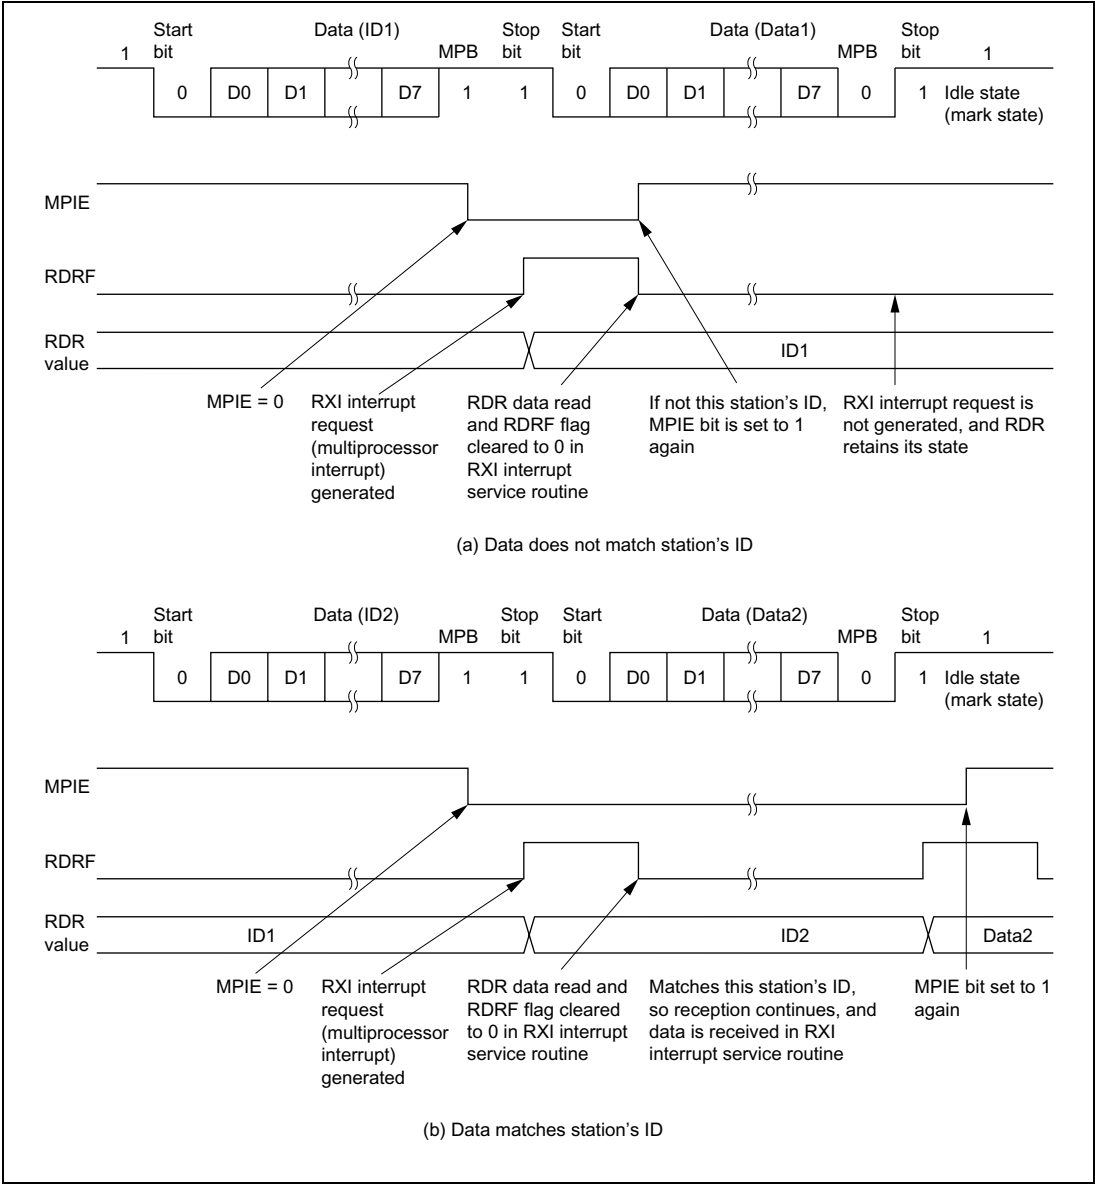 Start bit Data (ID1) MPB Stop bit Start bit Data (Data1) MPB Stop bit
1 0 D0 D1 D7 1 1 0 D0 D1 D7 0 1 1
Idle state
(mark state)
MPIE
RDRF
RDR
value
ID1
MPIE = 0
RXI interrupt
request
(multiprocessor
interrupt)
generated
RDR data read
and RDRF flag
cleared to 0 in
RXI interrupt
service routine
If not this station's ID,
MPIE bit is set to 1
again
RXI interrupt request is
not generated, and RDR
retains its state
(a) Data does not match station's ID
Start bit Data (ID2) MPB Stop bit Start bit Data (Data2) MPB Stop bit
1 0 D0 D1 D7 1 1 0 D0 D1 D7 0 1 1
Idle state
(mark state)
MPIE
RDRF
RDR
value
ID1 ID2 Data2
MPIE = 0
RXI interrupt
request
(multiprocessor
interrupt)
generated
RDR data read and
RDRF flag cleared
to 0 in RXI interrupt
service routine
Matches this station's ID,
so reception continues, and
data is received in RXI
interrupt service routine
MPIE bit set to 1
again
(b) Data matches station's ID